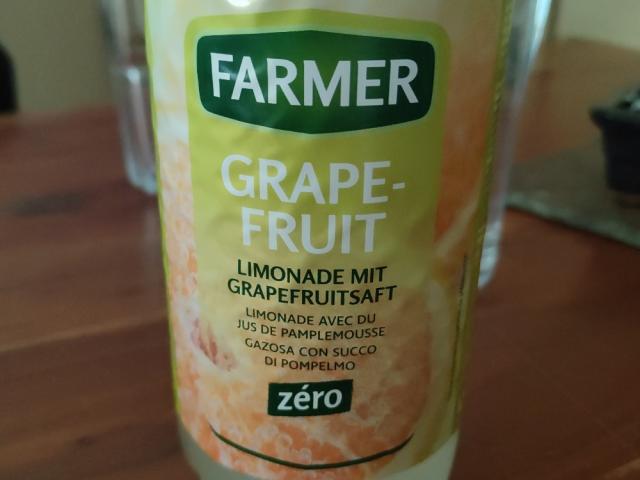 FARMER
GRAPE-
FRUIT
LIMONADE MIT
GRAPEFRUITSAFT
LIMONADE AVEC DU
JUS DE PAMPLEMOUSSE
GAZOSA CON SUCCO
DI POMPELMO
zéro